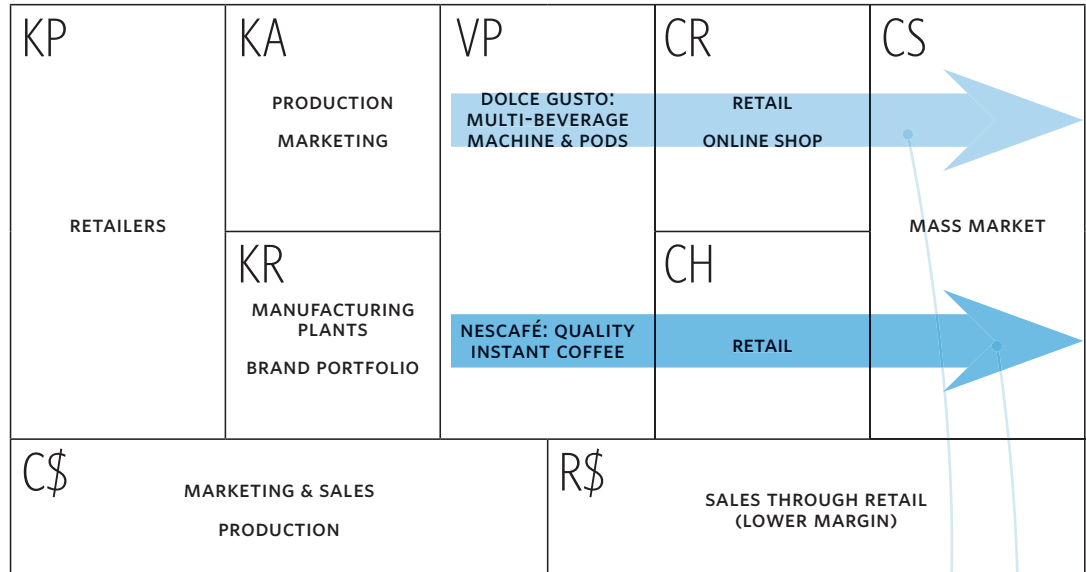 KP
RETAILERS
KA
PRODUCTION
MARKETING
KR
MANUFACTURING
PLANTS
BRAND PORTFOLIO
VP
DOLCE GUSTO:
MULTI-BEVERAGE
MACHINE & PODS
NESCAFÉ: QUALITY
INSTANT COFFEE
CR
RETAIL
ONLINE SHOP
CH
RETAIL
CS
MASS MARKET
C$
MARKETING & SALES
PRODUCTION
R$
SALES THROUGH RETAIL
(LOWER MARGIN)